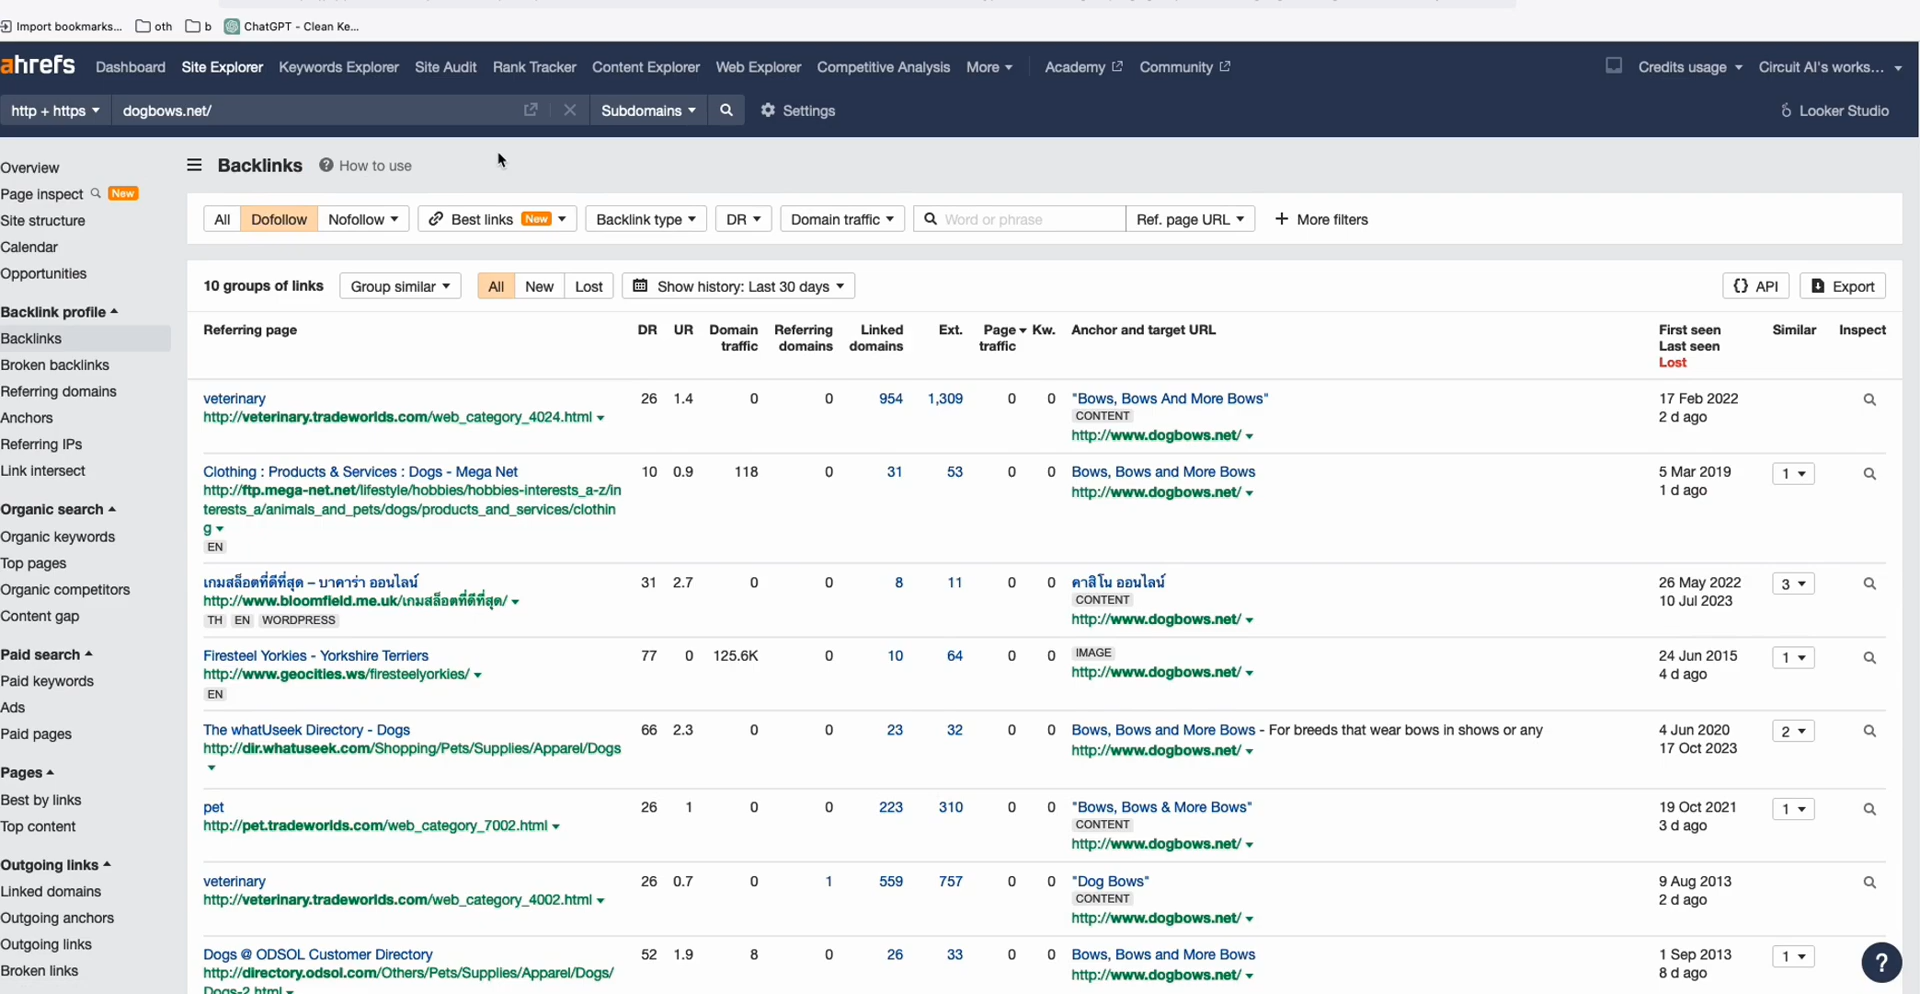 Import bookmarks... oth b ChatGPT - Clean Ke...
ahrefs Dashboard Site Explorer Keywords Explorer Site Audit Rank Tracker Content Explorer Web Explorer Competitive Analysis More Academy Community Credits usage Circuit AI's works...
http + https dogbows.net/ Subdomains Settings Looker Studio
Overview
Page inspect New
Site structure
Calendar
Opportunities
Backlink profile
Backlinks
Broken backlinks
Referring domains
Anchors
Referring IPs
Link intersect
Organic search
Organic keywords
Top pages
Organic competitors
Content gap
Paid search
Paid keywords
Ads
Paid pages
Pages
Best by links
Top content
Outgoing links
Linked domains
Outgoing anchors
Outgoing links
Broken links
Backlinks ? How to use
All Dofollow Nofollow Best links New Backlink type DR Domain traffic Word or phrase Ref. page URL + More filters
10 groups of links Group similar All New Lost Show history: Last 30 days {} API Export
Referring page DR UR Domain traffic Referring domains Linked domains Ext. Page traffic Kw. Anchor and target URL First seen Last seen Lost Similar Inspect
veterinary 26 1.4 0 0 954 1,309 0 0 "Bows, Bows And More Bows" 17 Feb 2022
http://veterinary.tradeworlds.com/web_category_4024.html CONTENT 2 d ago
http://www.dogbows.net/
Clothing : Products & Services : Dogs - Mega Net 10 0.9 118 0 31 53 0 0 Bows, Bows and More Bows 5 Mar 2019 1
http://ftp.mega-net.net/lifestyle/hobbies/hobbies-interests_a-z/in http://www.dogbows.net/ 1 d ago
terests_a/animals_and_pets/dogs/products_and_services/clothin
g
EN
เกมสล็อตที่ดีที่สุด – บาคาร่า ออนไลน์ 31 2.7 0 0 8 11 0 0 คาสิโน ออนไลน์ 26 May 2022 3
http://www.bloomfield.me.uk/เกมสล็อตที่ดีที่สุด/ CONTENT 10 Jul 2023
TH EN WORDPRESS http://www.dogbows.net/
Firesteel Yorkies - Yorkshire Terriers 77 0 125.6K 0 10 64 0 0 IMAGE 24 Jun 2015 1
http://www.geocities.ws/firesteelyorkies/ http://www.dogbows.net/ 4 d ago
EN
The whatUseek Directory - Dogs 66 2.3 0 0 23 32 0 0 Bows, Bows and More Bows - For breeds that wear bows in shows or any 4 Jun 2020 2
http://dir.whatuseek.com/Shopping/Pets/Supplies/Apparel/Dogs http://www.dogbows.net/ 17 Oct 2023
pet 26 1 0 0 223 310 0 0 "Bows, Bows & More Bows" 19 Oct 2021 1
http://pet.tradeworlds.com/web_category_7002.html CONTENT 3 d ago
http://www.dogbows.net/
veterinary 26 0.7 0 1 559 757 0 0 "Dog Bows" 9 Aug 2013
http://veterinary.tradeworlds.com/web_category_4002.html CONTENT 2 d ago
http://www.dogbows.net/
Dogs @ ODSOL Customer Directory 52 1.9 8 0 26 33 0 0 Bows, Bows and More Bows 1 Sep 2013 1
http://directory.odsol.com/Others/Pets/Supplies/Apparel/Dogs/ http://www.dogbows.net/ 8 d ago
Dogs-2.html
?